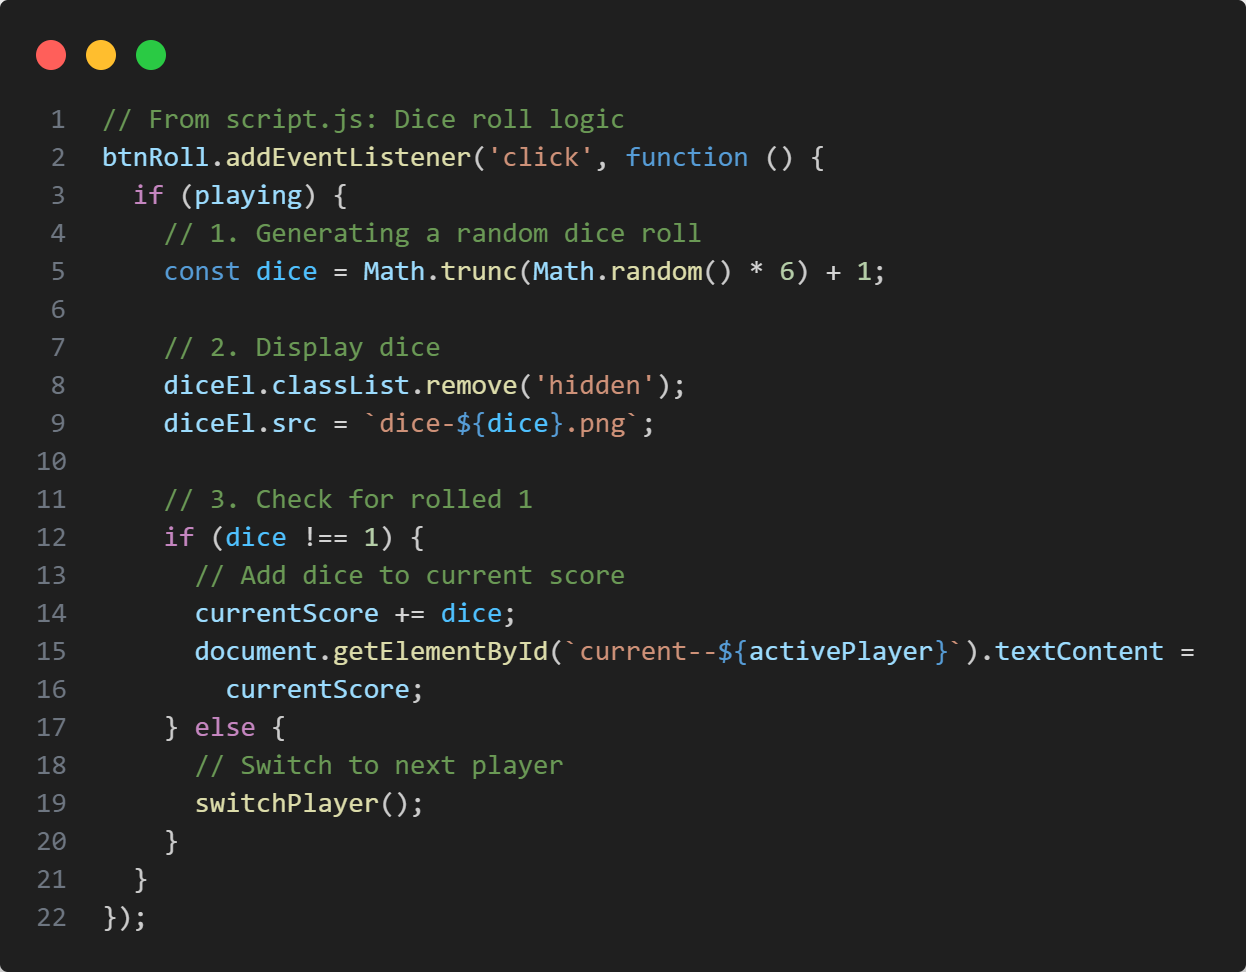 1 // From script.js: Dice roll logic
2 btnRoll.addEventListener('click', function () {
3   if (playing) {
4     // 1. Generating a random dice roll
5     const dice = Math.trunc(Math.random() * 6) + 1;
6
7     // 2. Display dice
8     diceEl.classList.remove('hidden');
9     diceEl.src = `dice-${dice}.png`;
10
11     // 3. Check for rolled 1
12     if (dice !== 1) {
13       // Add dice to current score
14       currentScore += dice;
15       document.getElementById(`current--${activePlayer}`).textContent =
16         currentScore;
17     } else {
18       // Switch to next player
19       switchPlayer();
20     }
21   }
22 });